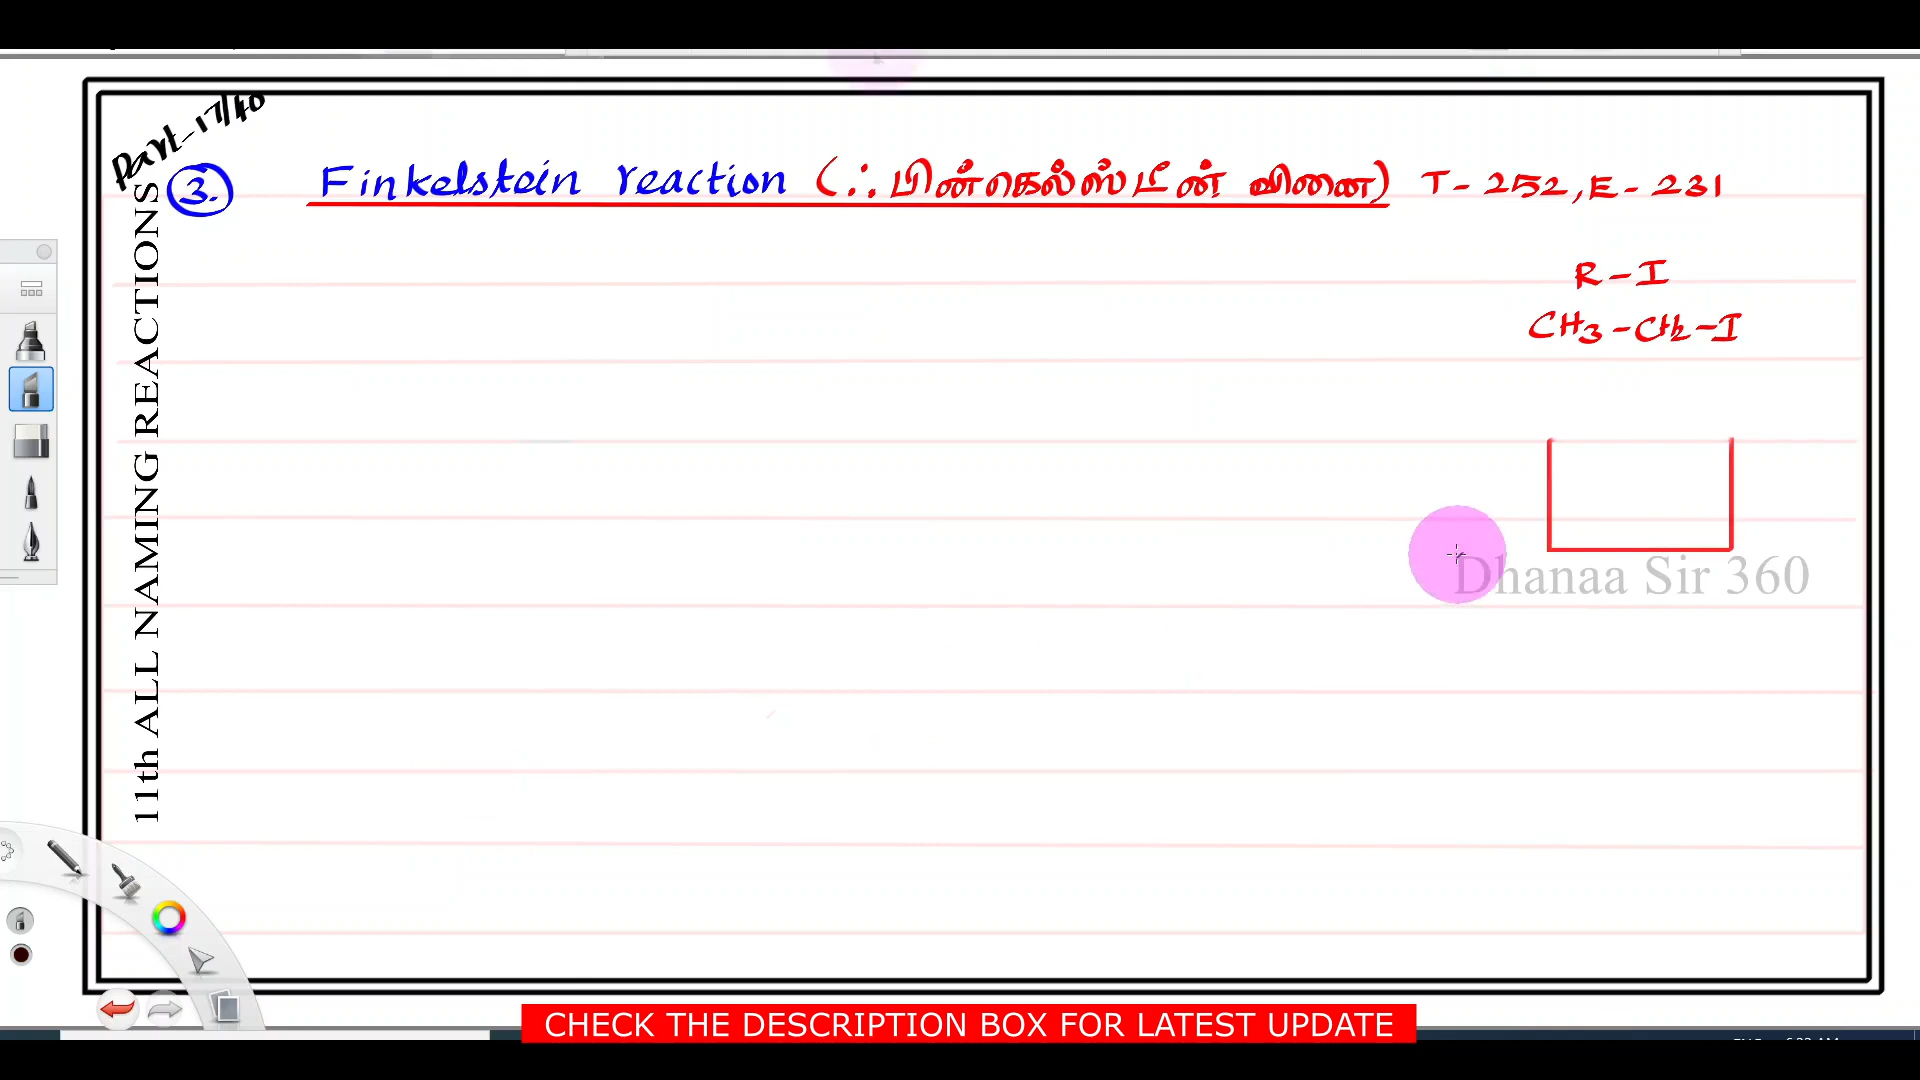 Part-17/40
3. Finkelstein reaction (ஃபின்கெல்ஸ்டீன் வினை) T-252, E-231
R-I
CH3-CH2-I
11th ALL NAMING REACTIONS
Dhanaa Sir 360
CHECK THE DESCRIPTION BOX FOR LATEST UPDATE